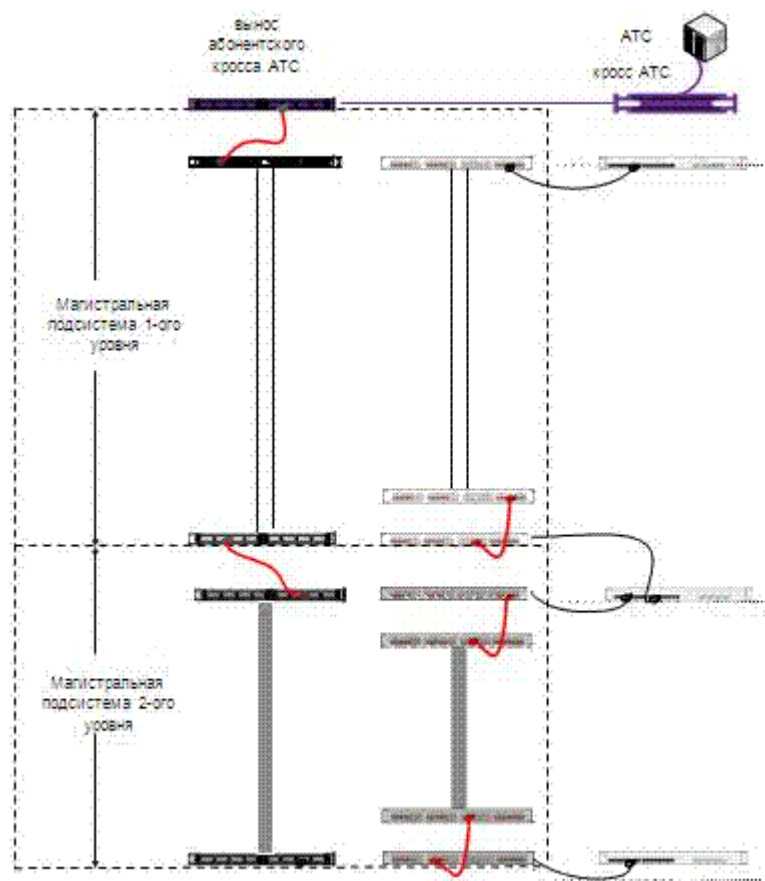 вынос
абонентского
кросса АТС
АТС
кросс АТС
Магистральная
подсистема 1-ого
уровня
Магистральная
подсистема 2-ого
уровня